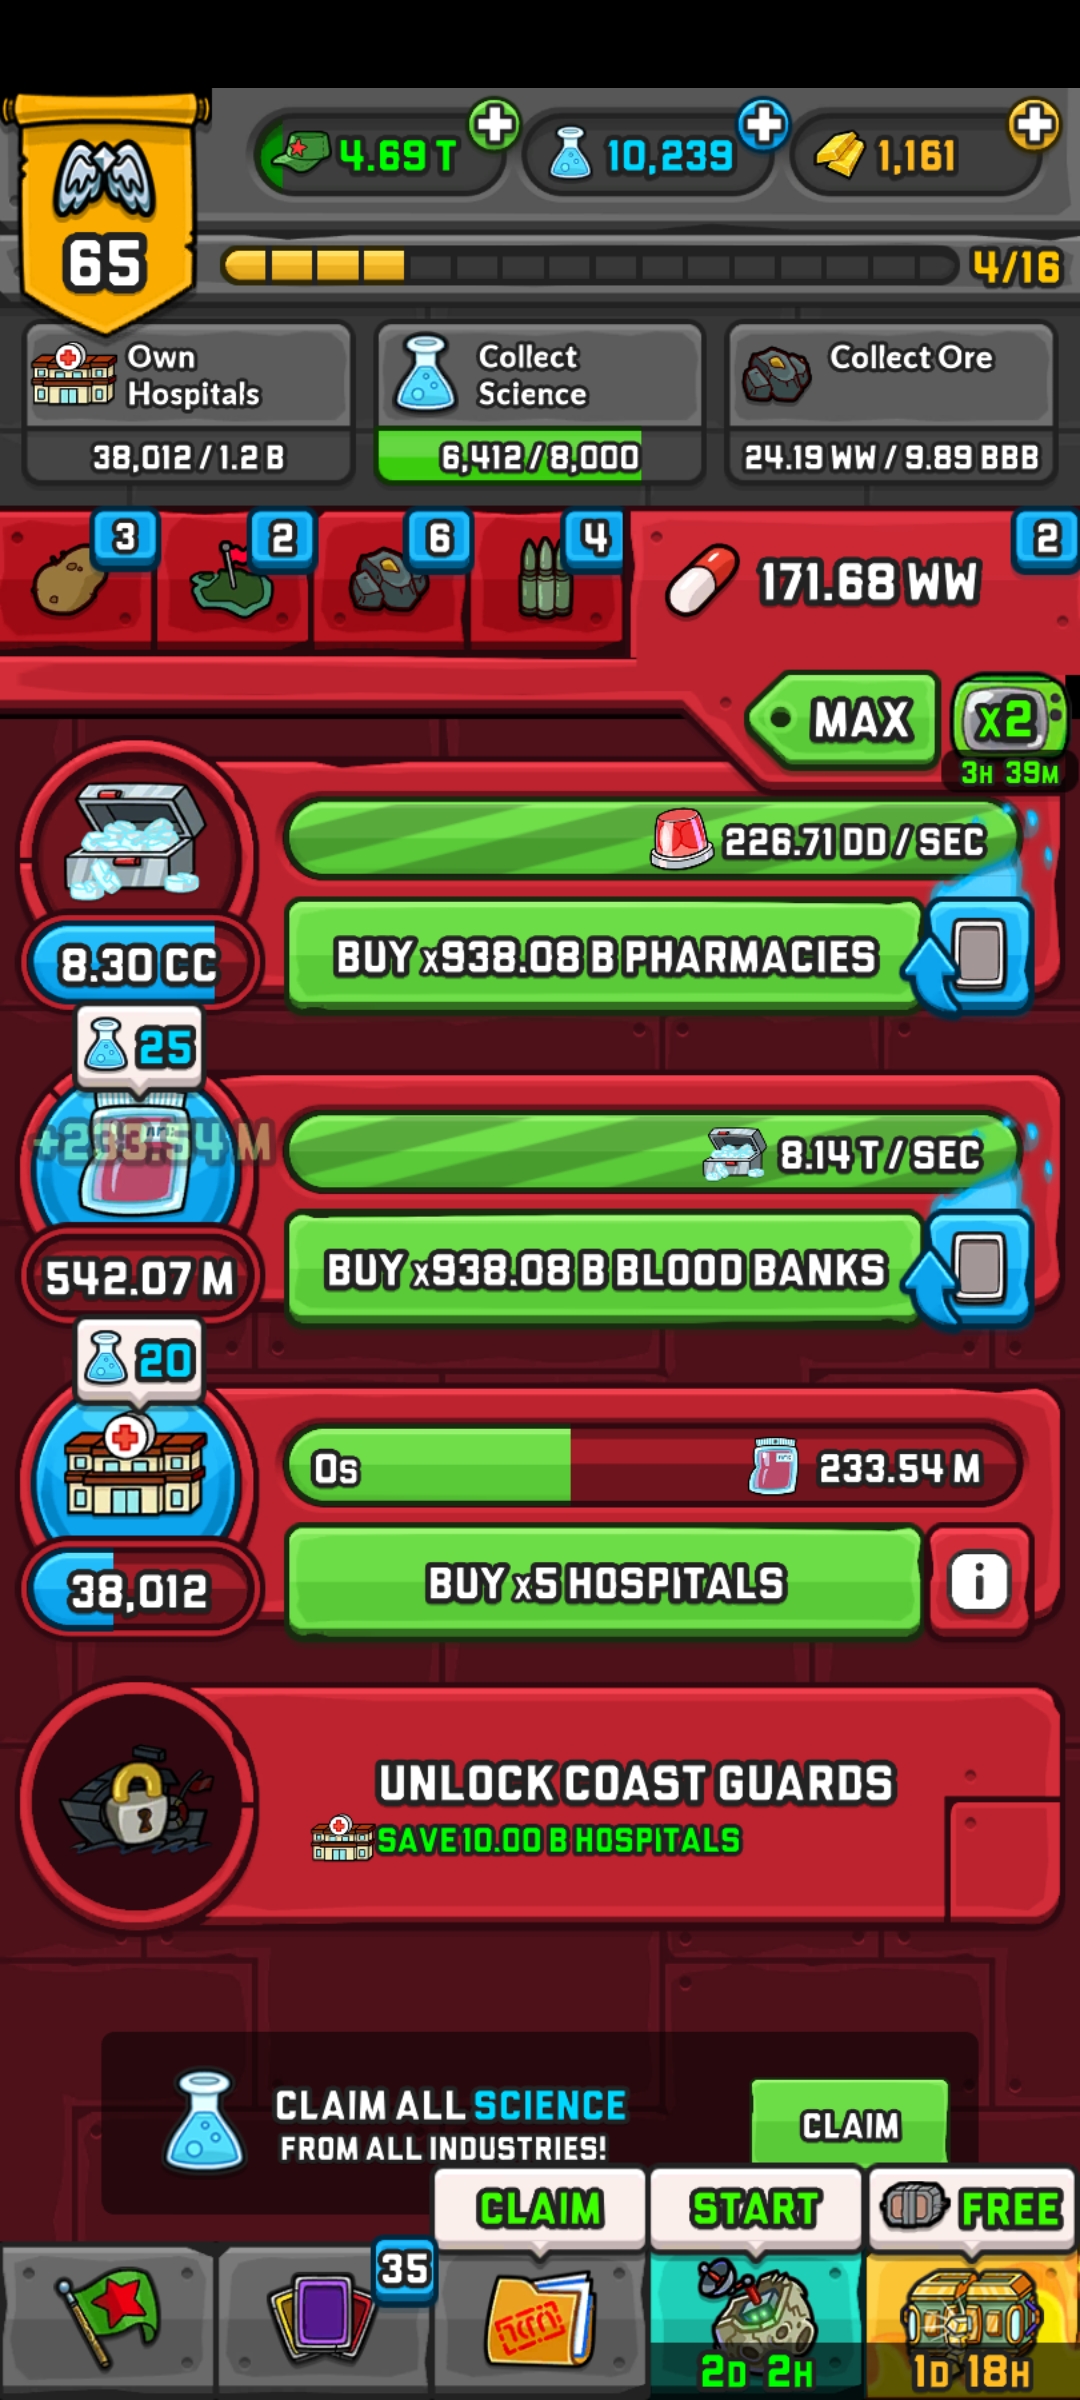 65
4.69 T
10,239
1,161
4/16
Own
Hospitals
38,012 / 1.2 B
Collect
Science
6,412 / 8,000
Collect Ore
24.19 WW / 9.89 BBB
3
2
6
4
171.68 WW
2
MAX
x2
3H 39M
226.71 DD / SEC
8.30 CC
BUY x938.08 B PHARMACIES
25
+233.54 M
8.14 T / SEC
542.07 M
BUY x938.08 B BLOOD BANKS
20
0s
233.54 M
38,012
BUY x5 HOSPITALS
i
UNLOCK COAST GUARDS
SAVE 10.00 B HOSPITALS
CLAIM ALL SCIENCE
FROM ALL INDUSTRIES!
CLAIM
CLAIM
START
FREE
35
2D 2H
1D 18H